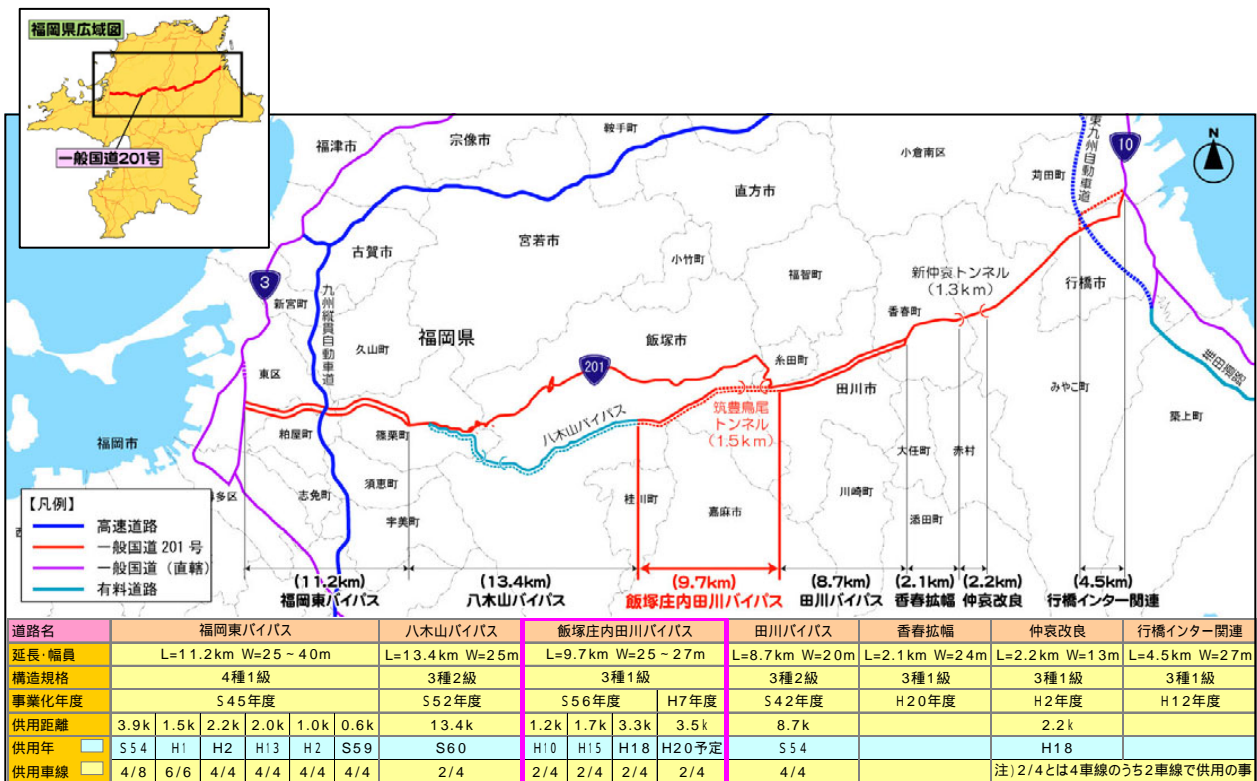 福岡県広域図
一般国道201号
福津市
宗像市
鞍手町
小倉南区
苅田町
東九州自動車道
10
N
直方市
古賀市
宮若市
小竹町
福智町
新仲哀トンネル
(1.3km)
行橋市
3
新宮町
九州縦貫自動車道
香春町
福岡県
飯塚市
久山町
糸田町
201
東区
田川市
みやこ町
椎田道路
八木山バイパス
筑豊烏尾
トンネル
(1.5km)
築上町
福岡市
粕屋町
篠栗町
大任町
赤村
須恵町
志免町
桂川町
嘉麻市
川崎町
添田町
宇美町
多区
【凡例】
高速道路
一般国道 201 号
一般国道(直轄)
有料道路
(11.2km) (13.4km) (9.7km) (8.7km) (2.1km) (2.2km) (4.5km)
福岡東バイパス 八木山バイパス 飯塚庄内田川バイパス 田川バイパス 香春拡幅 仲哀改良 行橋インター関連
道路名 福岡東バイパス 八木山バイパス 飯塚庄内田川バイパス 田川バイパス 香春拡幅 仲哀改良 行橋インター関連
延長・幅員 L=11.2km W=25~40m L=13.4km W=25m L=9.7km W=25~27m L=8.7km W=20m L=2.1km W=24m L=2.2km W=13m L=4.5km W=27m
構造規格 4種1級 3種2級 3種1級 3種2級 3種1級 3種1級 3種1級
事業化年度 S45年度 S52年度 S56年度 H7年度 S42年度 H20年度 H2年度 H12年度
供用距離 3.9k 1.5k 2.2k 2.0k 1.0k 0.6k 13.4k 1.2k 1.7k 3.3k 3.5k 8.7k 2.2k
供用年 S54 H1 H2 H13 H2 S59 S60 H10 H15 H18 H20予定 S54 H18
供用車線 4/8 6/6 4/4 4/4 4/4 4/4 2/4 2/4 2/4 2/4 2/4 4/4 注)2/4とは4車線のうち2車線で供用の事